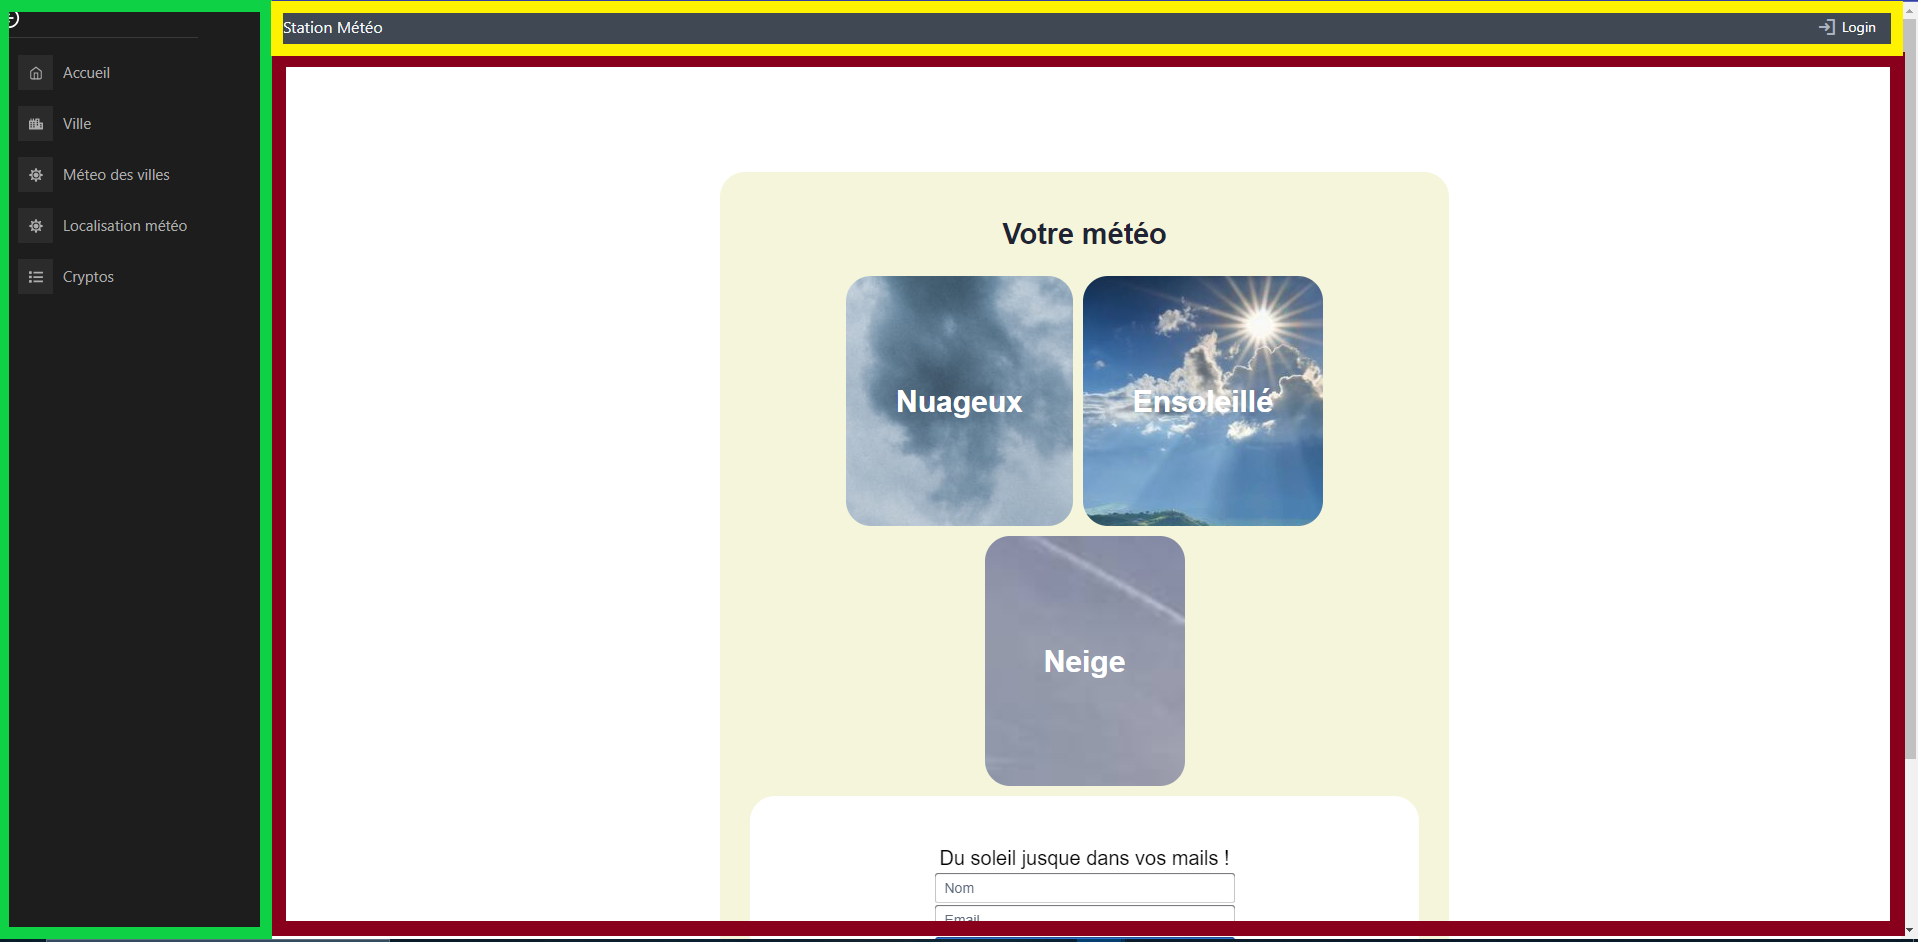 Station Météo
Login
Accueil
Ville
Méteo des villes
Localisation météo
Cryptos
Votre météo
Nuageux
Ensoleillé
Neige
Du soleil jusque dans vos mails !
Nom
Email